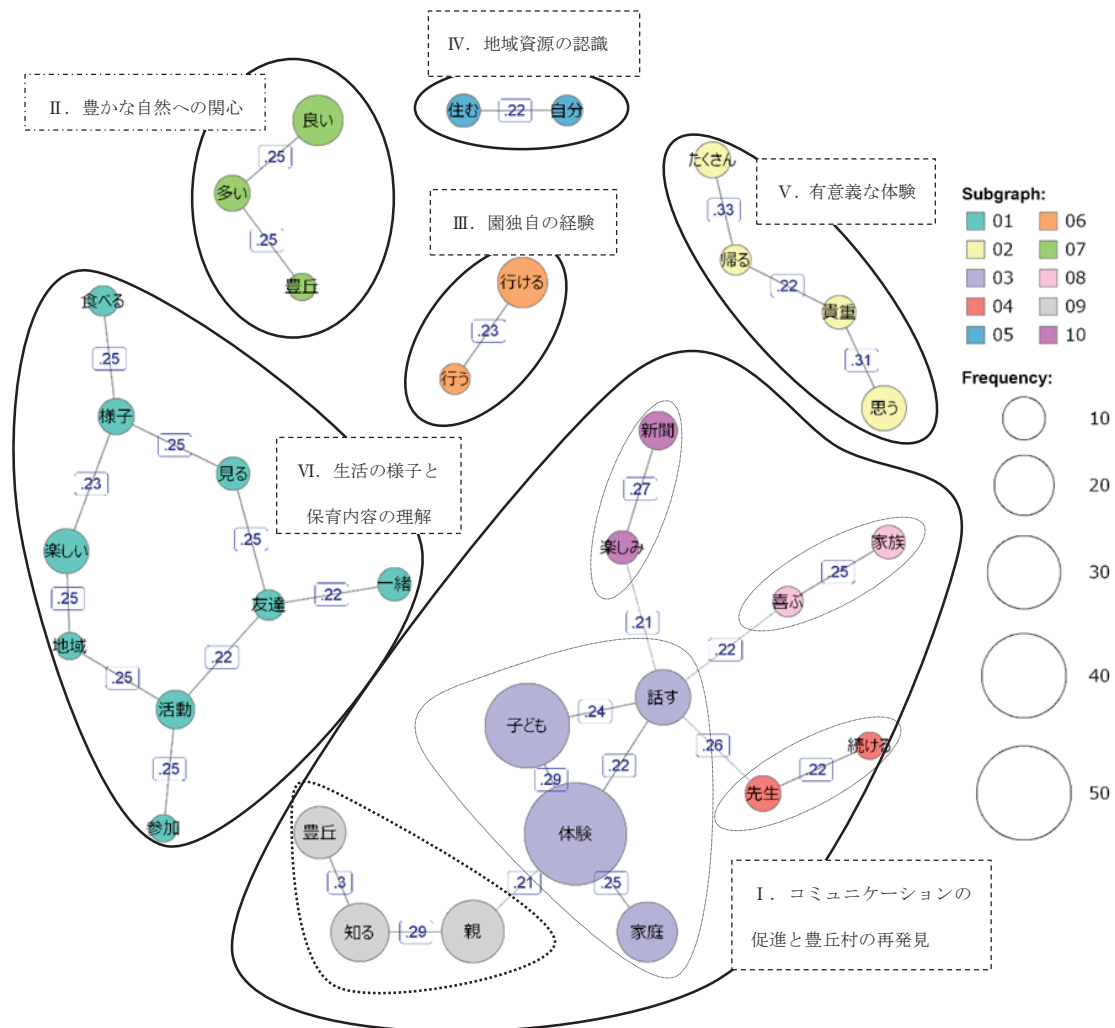 Ⅳ. 地域資源の認識
住む
.22
自分
Ⅱ. 豊かな自然への関心
良い
.25
多い
.25
豊丘
たくさん
.33
帰る
.22
貴重
.31
思う
Ⅴ. 有意義な体験
Ⅲ. 園独自の経験
行ける
.23
行う
Subgraph:
01 06
02 07
03 08
04 09
05 10
Frequency:
10
20
30
40
50
食べる
.25
様子
.25
見る
.23
楽しい
.25
.25
地域
友達
.22
一緒
.25
.22
活動
.25
参加
Ⅵ. 生活の様子と
保育内容の理解
新聞
.27
楽しみ
.21
家族
.25
喜ぶ
.22
話す
.24
子ども
.22
.29
.26
続ける
.22
先生
体験
.25
家庭
.21
豊丘
.3
知る
.29
親
Ⅰ. コミュニケーションの
促進と豊丘村の再発見